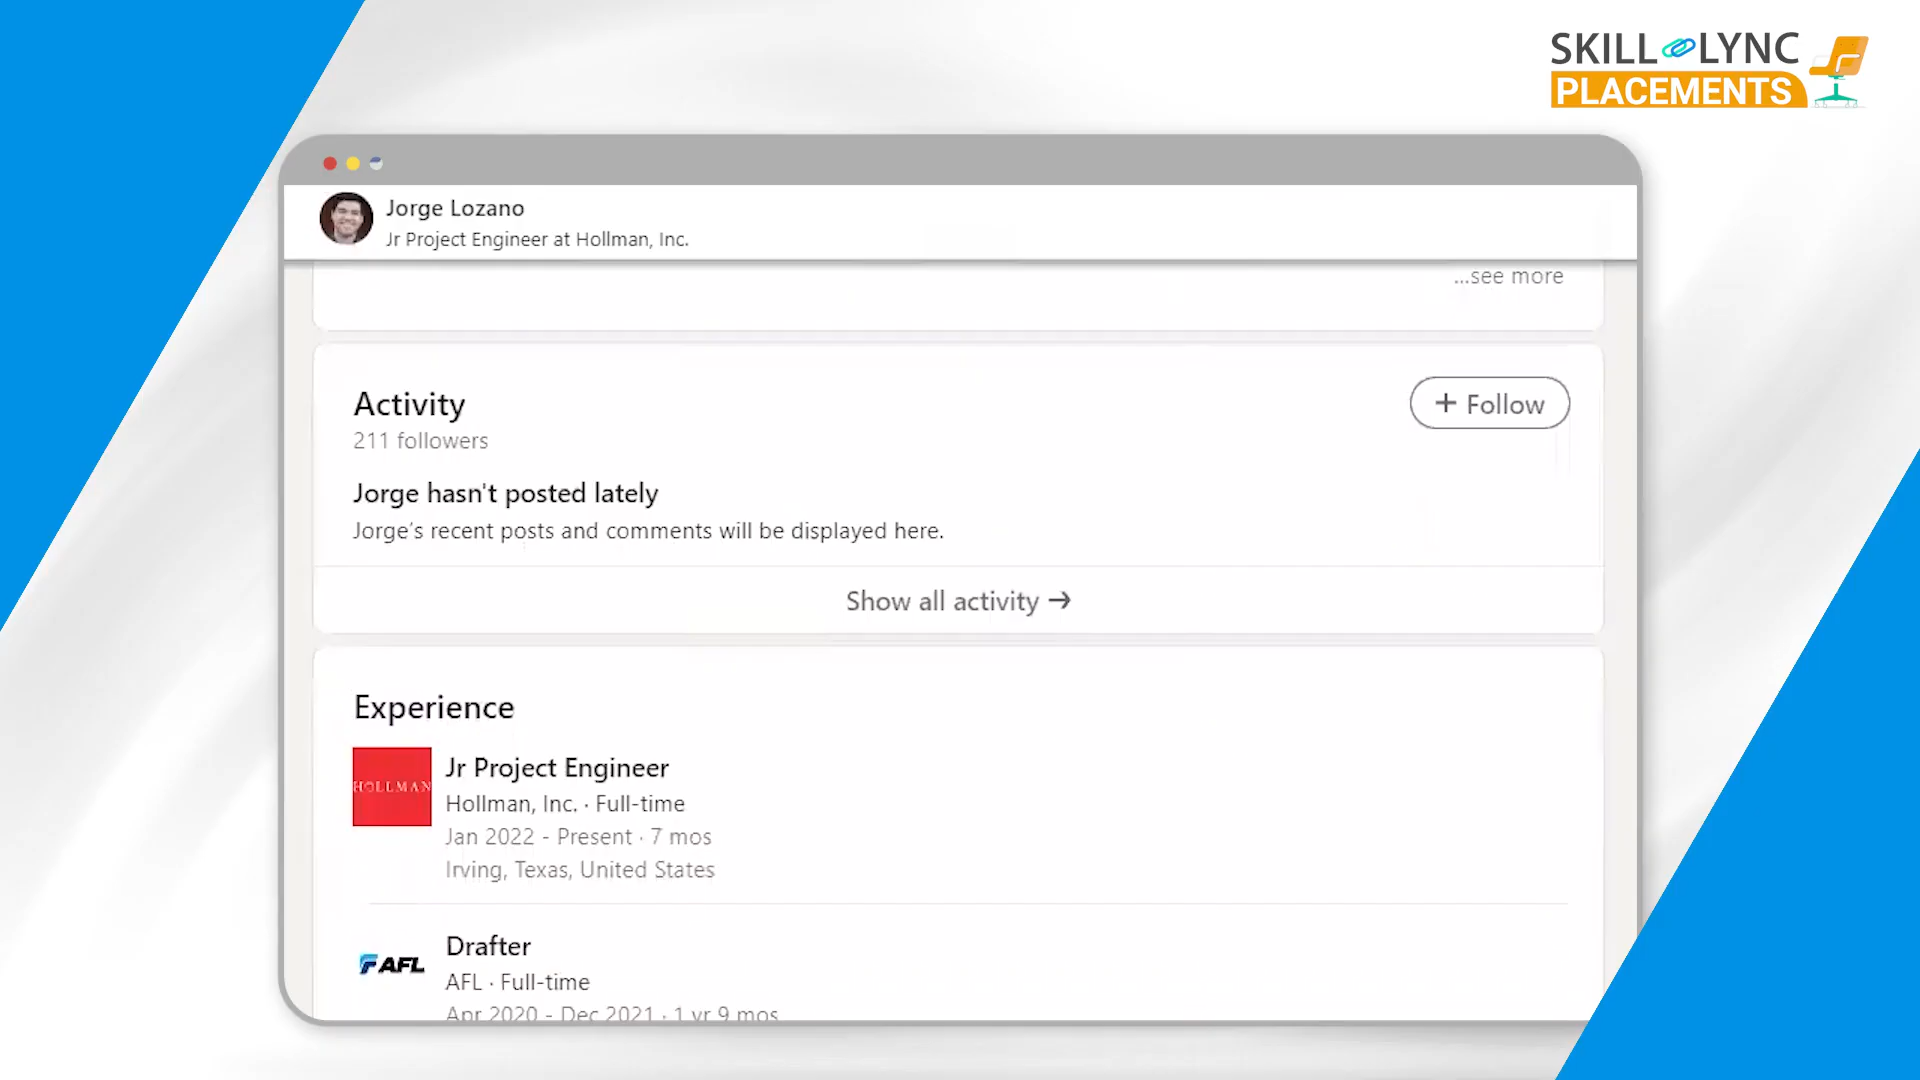 SKILL LYNC
PLACEMENTS
Jorge Lozano
Jr Project Engineer at Hollman, Inc.
...see more
Activity
+ Follow
211 followers
Jorge hasn't posted lately
Jorge’s recent posts and comments will be displayed here.
Show all activity →
Experience
HOLLMAN
Jr Project Engineer
Hollman, Inc. · Full-time
Jan 2022 - Present · 7 mos
Irving, Texas, United States
AFL
Drafter
AFL · Full-time
Apr 2020 - Dec 2021 · 1 yr 9 mos